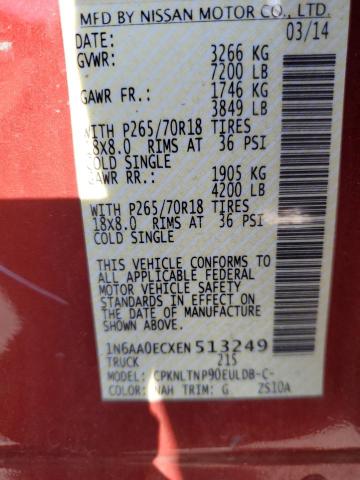 MFD BY NISSAN MOTOR CO., LTD.
DATE: 03/14
GVWR: 3266 KG
7200 LB
GAWR FR.: 1746 KG
3849 LB
WITH P265/70R18 TIRES
18X8.0 RIMS AT 36 PSI
COLD SINGLE
GAWR RR.: 1905 KG
4200 LB
WITH P265/70R18 TIRES
18X8.0 RIMS AT 36 PSI
COLD SINGLE
THIS VEHICLE CONFORMS TO
ALL APPLICABLE FEDERAL
MOTOR VEHICLE SAFETY
STANDARDS IN EFFECT ON
THE DATE OF MANUFACTURE
SHOWN ABOVE.
1N6AA0ECXEN513249
TRUCK 215
MODEL: CPKNLTNP90EULDB-C-
COLOR: NAH TRIM: G ZS10A